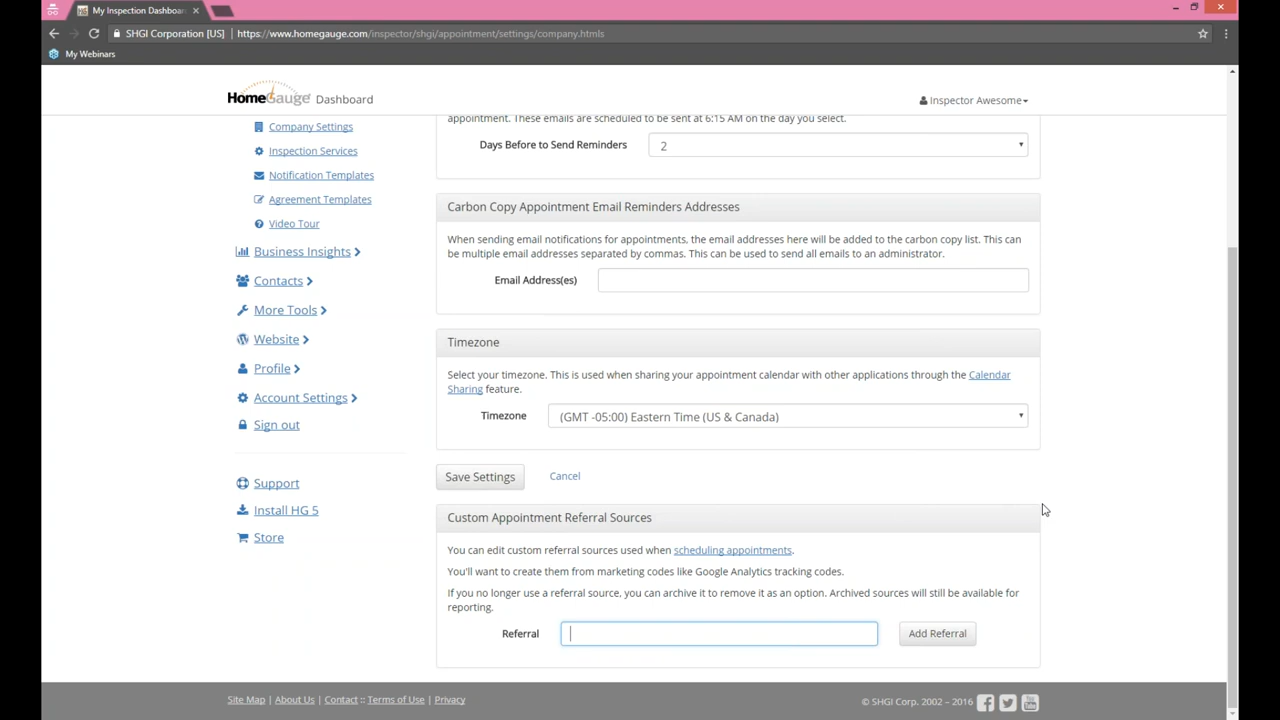 My Inspection Dashboar
SHGI Corporation [US] | https://www.homegauge.com/inspector/shgi/appointment/settings/company.htmls
My Webinars
HomeGauge Dashboard
Inspector Awesome
Company Settings
Inspection Services
Notification Templates
Agreement Templates
Video Tour
Business Insights
Contacts
More Tools
Website
Profile
Account Settings
Sign out
Support
Install HG 5
Store
appointment. These emails are scheduled to be sent at 6:15 AM on the day you select.
Days Before to Send Reminders 2
Carbon Copy Appointment Email Reminders Addresses
When sending email notifications for appointments, the email addresses here will be added to the carbon copy list. This can
be multiple email addresses separated by commas. This can be used to send all emails to an administrator.
Email Address(es)
Timezone
Select your timezone. This is used when sharing your appointment calendar with other applications through the Calendar
Sharing feature.
Timezone (GMT -05:00) Eastern Time (US & Canada)
Save Settings Cancel
Custom Appointment Referral Sources
You can edit custom referral sources used when scheduling appointments.
You'll want to create them from marketing codes like Google Analytics tracking codes.
If you no longer use a referral source, you can archive it to remove it as an option. Archived sources will still be available for
reporting.
Referral Add Referral
Site Map | About Us | Contact :: Terms of Use | Privacy
© SHGI Corp. 2002 – 2016